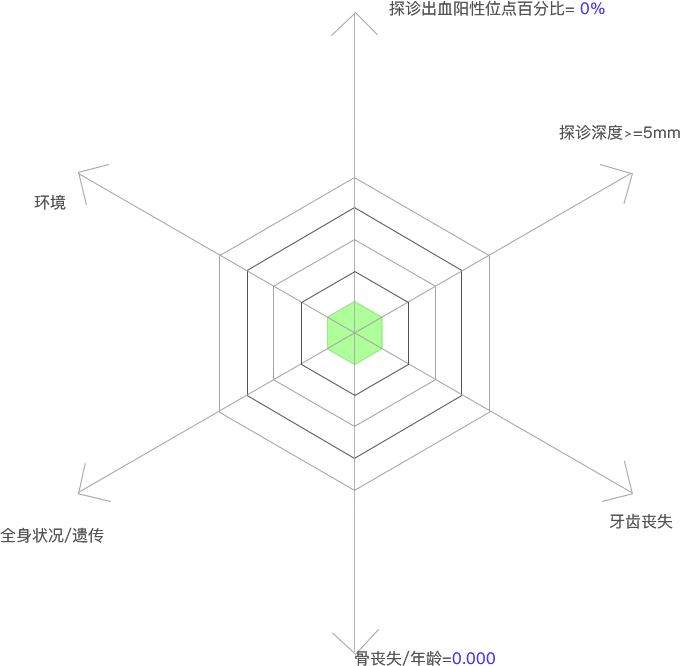 探诊出血阳性位点百分比= 0%
探诊深度>=5mm
环境
牙齿丧失
全身状况/遗传
骨丧失/年龄=0.000